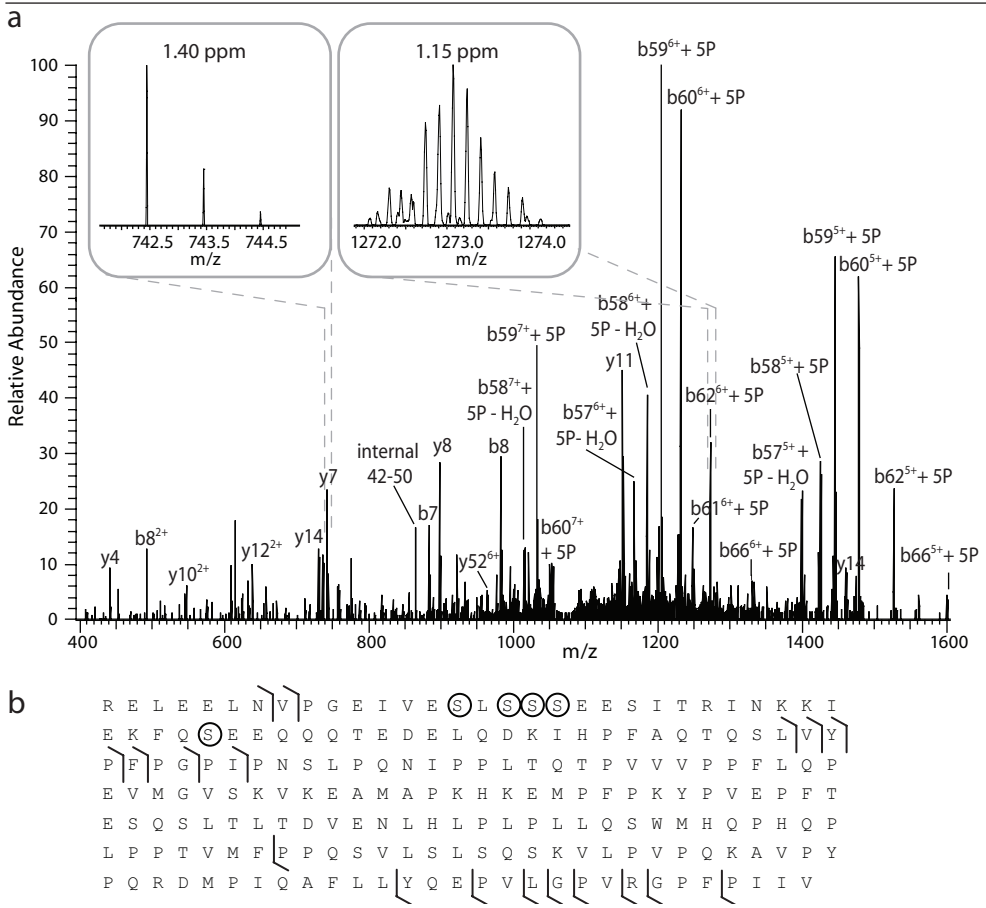 a
1.40 ppm
1.15 ppm
742.5 743.5 744.5
m/z
1272.0 1273.0 1274.0
m/z
Relative Abundance
100
90
80
70
60
50
40
30
20
10
0
b59⁶⁺+ 5P
b60⁶⁺+ 5P
b59⁵⁺+ 5P
b60⁵⁺+ 5P
b58⁶⁺+
5P - H₂O
b59⁷⁺+ 5P
y11
b58⁷⁺+
5P - H₂O
b58⁵⁺+ 5P
b62⁶⁺+ 5P
b57⁶⁺+
5P- H₂O
internal
42-50
y8
b8
b57⁵⁺+
5P - H₂O
b62⁵⁺+ 5P
y7
b7
b61⁶⁺+ 5P
y4
b8²⁺
y10²⁺
y12²⁺
y14
y52⁶⁺
b60⁷⁺
+ 5P
b66⁶⁺+ 5P
y14
b66⁵⁺+ 5P
400 600 800 1000 1200 1400 1600
m/z
b
R E L E E L N V P G E I V E S L S S S E E S I T R I N K K I
E K F Q S E E Q Q Q T E D E L Q D K I H P F A Q T Q S L V Y
P F P G P I P N S L P Q N I P P L T Q T P V V V P P F L Q P
E V M G V S K V K E A M A P K H K E M P F P K Y P V E P F T
E S Q S L T L T D V E N L H L P L P L L Q S W M H Q P H Q P
L P P T V M F P P Q S V L S L S Q S K V L P V P Q K A V P Y
P Q R D M P I Q A F L L Y Q E P V L G P V R G P F P I I V